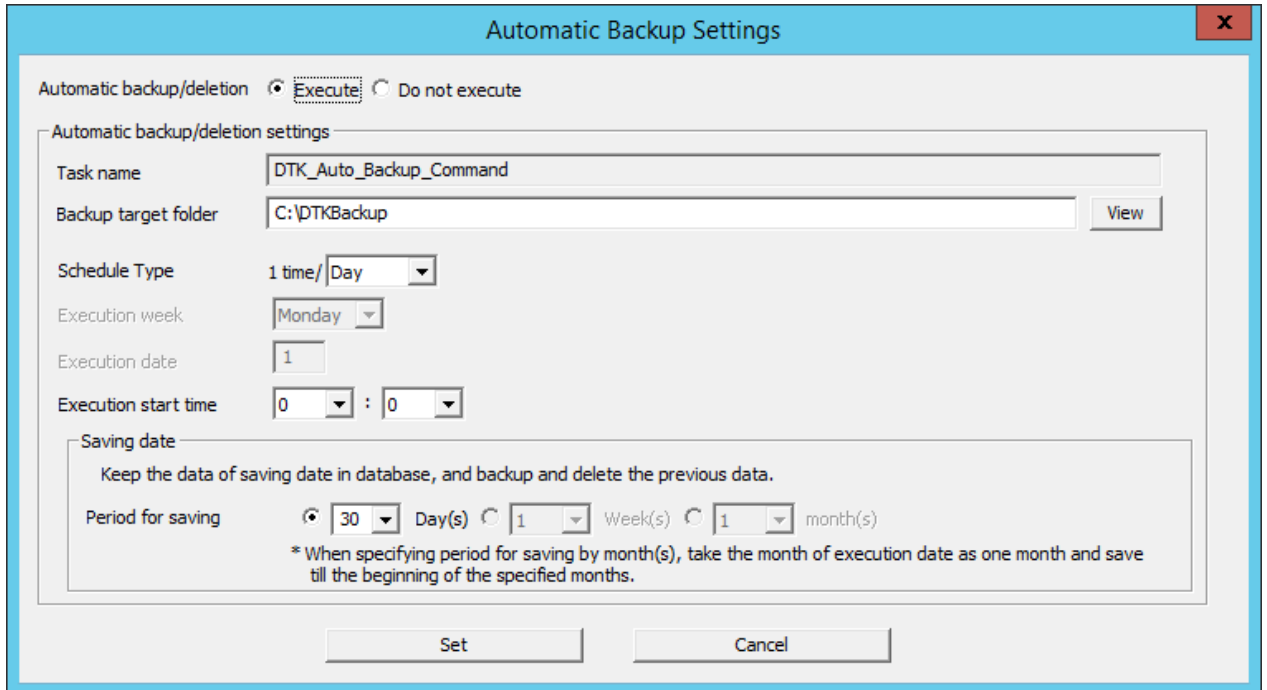 Automatic Backup Settings
x
Automatic backup/deletion Execute Do not execute
Automatic backup/deletion settings
Task name DTK_Auto_Backup_Command
Backup target folder C:\DTKBackup View
Schedule Type 1 time/ Day
Execution week Monday
Execution date 1
Execution start time 0 : 0
Saving date
Keep the data of saving date in database, and backup and delete the previous data.
Period for saving 30 Day(s) 1 Week(s) 1 month(s)
* When specifying period for saving by month(s), take the month of execution date as one month and save
till the beginning of the specified months.
Set Cancel